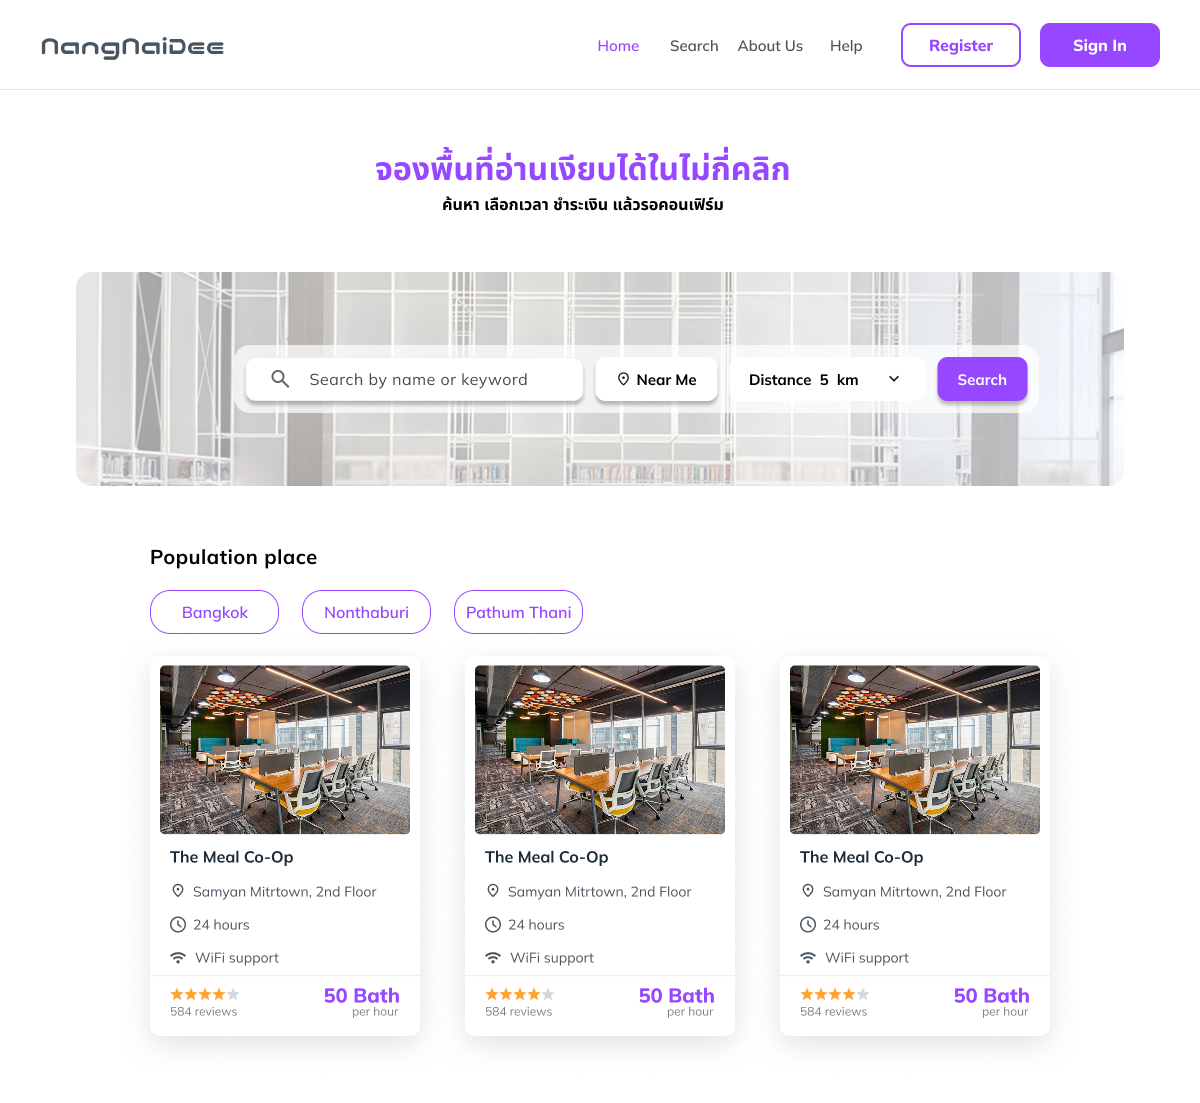 NangNaiDee
Home Search About Us Help Register Sign In
จองพื้นที่อ่านเงียบได้ในไม่กี่คลิก
ค้นหา เลือกเวลา ชำระเงิน แล้วรอคอนเฟิร์ม
Search by name or keyword Near Me Distance 5 km Search
Population place
Bangkok Nonthaburi Pathum Thani
The Meal Co-Op The Meal Co-Op The Meal Co-Op
Samyan Mitrtown, 2nd Floor Samyan Mitrtown, 2nd Floor Samyan Mitrtown, 2nd Floor
24 hours 24 hours 24 hours
WiFi support WiFi support WiFi support
50 Bath 50 Bath 50 Bath
584 reviews per hour 584 reviews per hour 584 reviews per hour